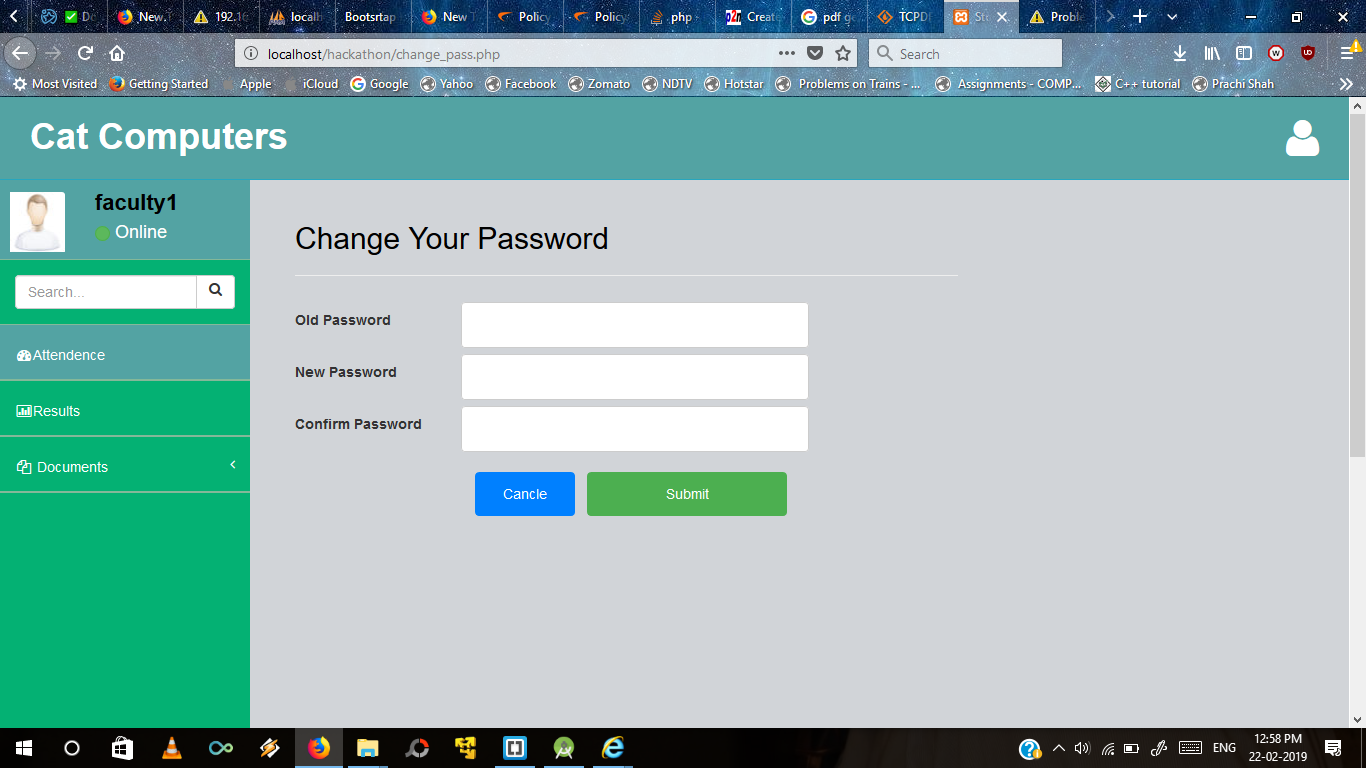 ✅ Do
New.T
192.16
localh
Bootsrtap
New
Policy
Policy
php
p2n Create
pdf ge
TCPD
Sto
Proble
localhost/hackathon/change_pass.php
Search
W
UD
Most Visited Getting Started Apple iCloud Google Yahoo Facebook Zomato NDTV Hotstar Problems on Trains - ... Assignments - COMP... C++ tutorial Prachi Shah
Cat Computers
faculty1
Online
Search...
Attendence
Results
Documents
Change Your Password
Old Password
New Password
Confirm Password
Cancle Submit
ENG
12:58 PM
22-02-2019